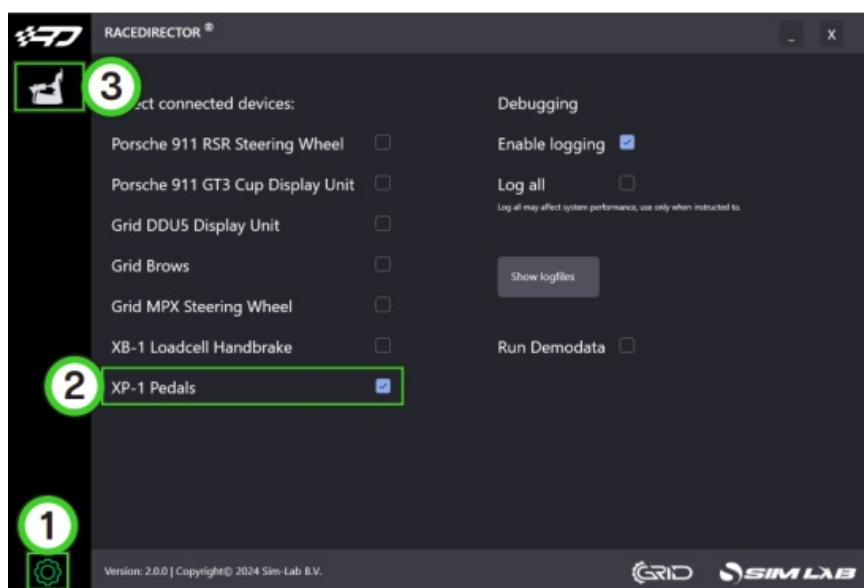 RACEDIRECTOR ®
_ X
3
ect connected devices:
Porsche 911 RSR Steering Wheel
Porsche 911 GT3 Cup Display Unit
Grid DDU5 Display Unit
Grid Brows
Grid MPX Steering Wheel
XB-1 Loadcell Handbrake
2
XP-1 Pedals
Debugging
Enable logging
Log all
Log all may affect system performance, use only when instructed to.
Show logfiles
Run Demodata
1
Version: 2.0.0 | Copyright© 2024 Sim-Lab B.V.
GRID
SIM LAB